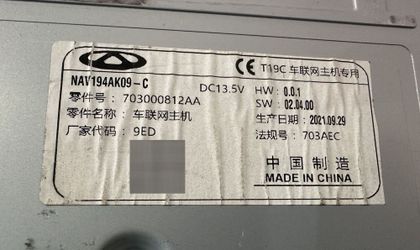 CE T19C 车联网主机专用
NAV194AK09-C DC13.5V HW: 0.0.1
零件号: 703000812AA SW: 02.04.00
零件名称: 车联网主机 生产日期: 2021.09.29
厂家代码: 9ED 法规号: 703AEC
中国制造
MADE IN CHINA